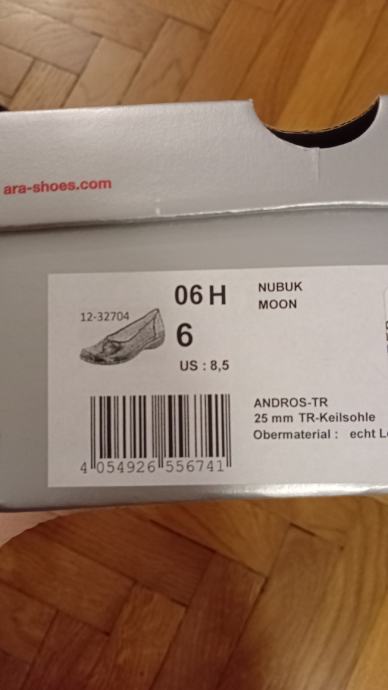 ara-shoes.com
06 H
NUBUK
MOON
12-32704
6
US : 8,5
ANDROS-TR
25 mm TR-Keilsohle
Obermaterial : echt
4 054926 556741